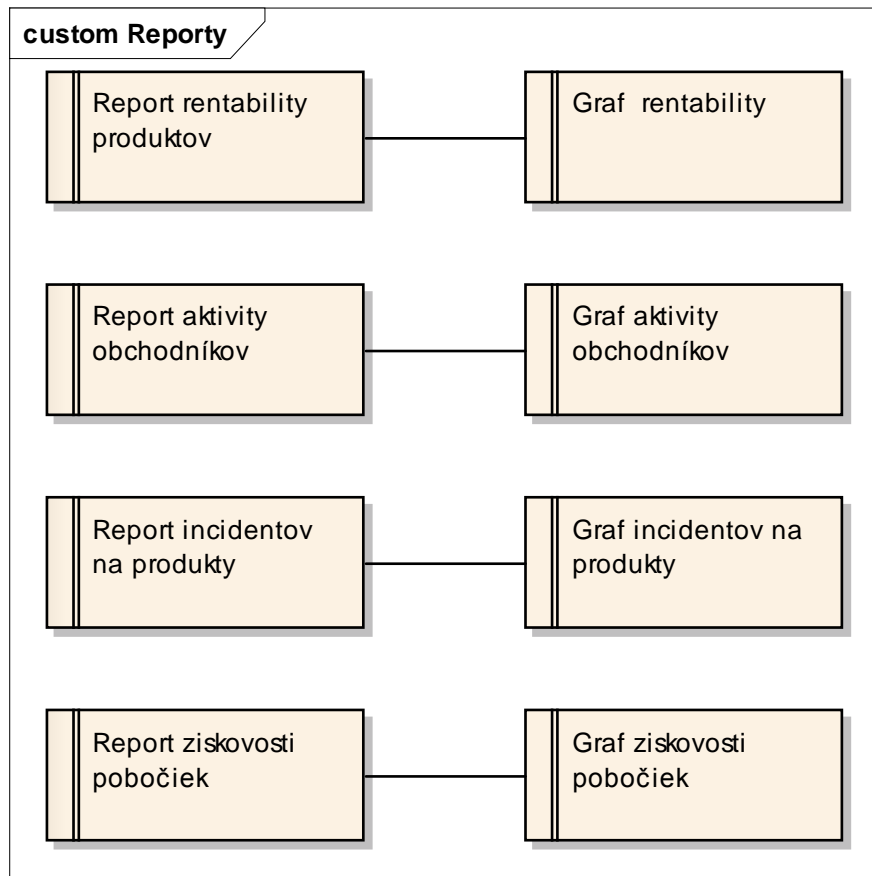 custom Reporty
Report rentability
produktov
Graf rentability
Report aktivity
obchodníkov
Graf aktivity
obchodníkov
Report incidentov
na produkty
Graf incidentov na
produkty
Report ziskovosti
pobočiek
Graf ziskovosti
pobočiek